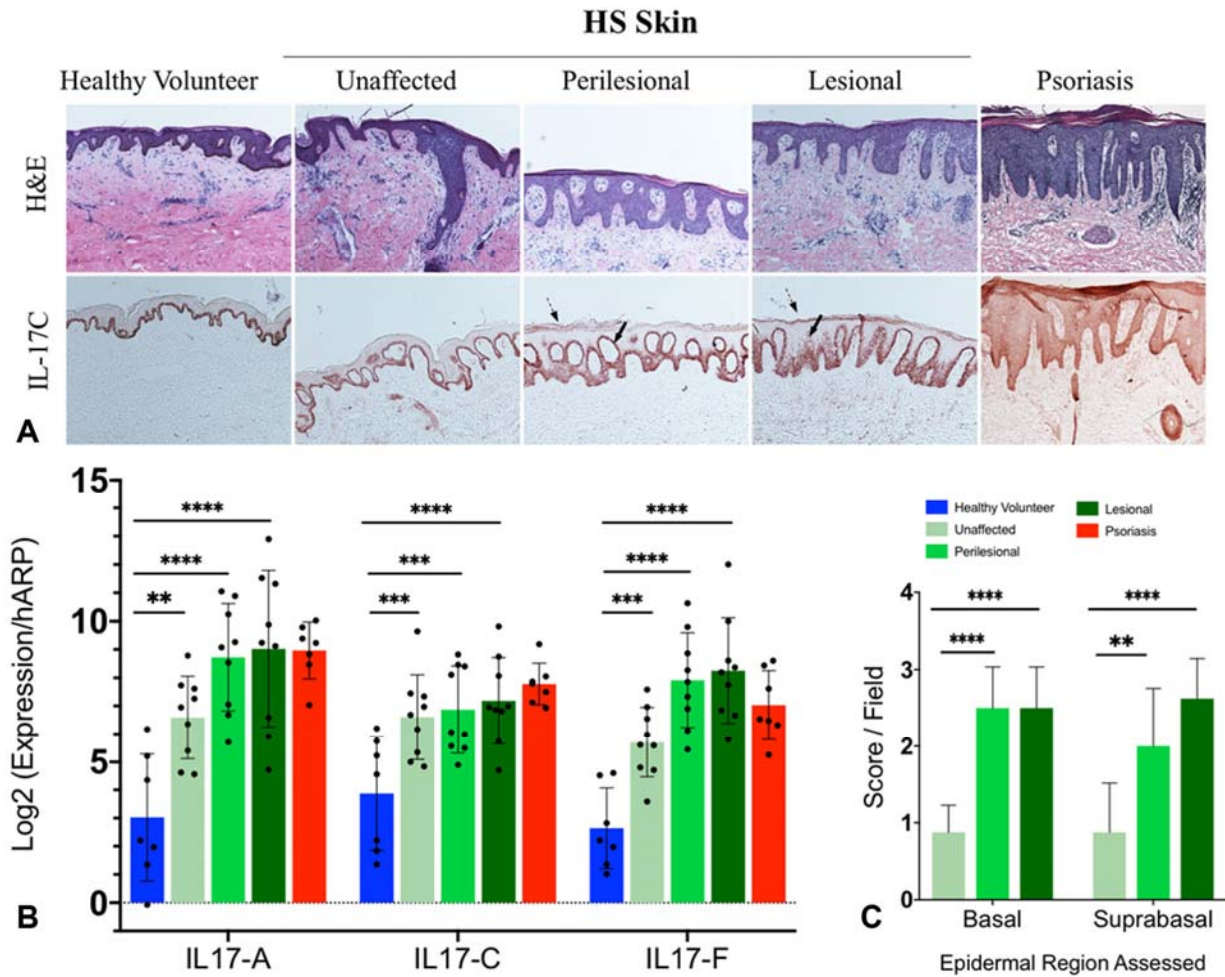 HS Skin
Healthy Volunteer Unaffected Perilesional Lesional Psoriasis
H&E
IL-17C
A
15
10
5
0
Log2 (Expression/hARP)
**** **** **
**** *** ***
**** **** ***
IL17-A IL17-C IL17-F
B
Healthy Volunteer Lesional
Unaffected Psoriasis
Perilesional
4
3
2
1
0
Score / Field
**** ****
**** **
Basal Suprabasal
Epidermal Region Assessed
C